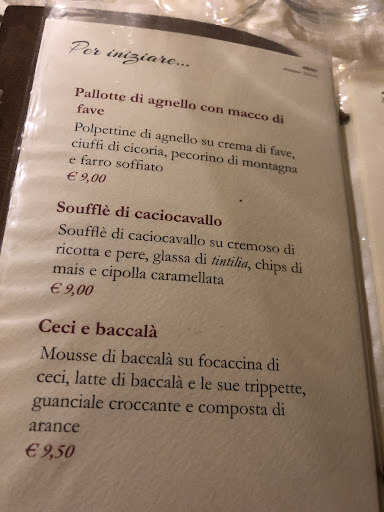 Per iniziare...
Pallotte di agnello con macco di
fave
Polpettine di agnello su crema di fave,
ciuffi di cicoria, pecorino di montagna
e farro soffiato
€ 9,00
Soufflè di caciocavallo
Soufflè di caciocavallo su cremoso di
ricotta e pere, glassa di tintilia, chips di
mais e cipolla caramellata
€ 9,00
Ceci e baccalà
Mousse di baccalà su focaccina di
ceci, latte di baccalà e le sue trippette,
guanciale croccante e composta di
arance
€ 9,50